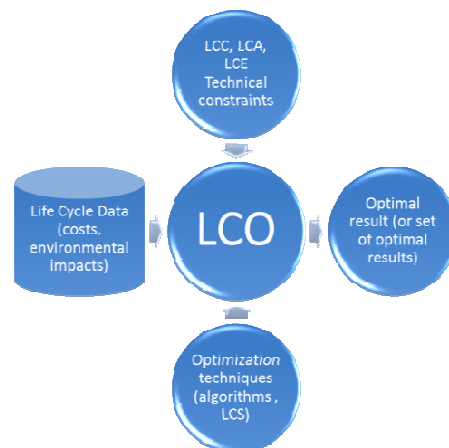 LCC, LCA,
LCE
Technical
constraints
Life Cycle Data
(costs,
environmental
impacts)
LCO
Optimal
result (or set
of optimal
results)
Optimization
techniques
(algorithms ,
LCS)